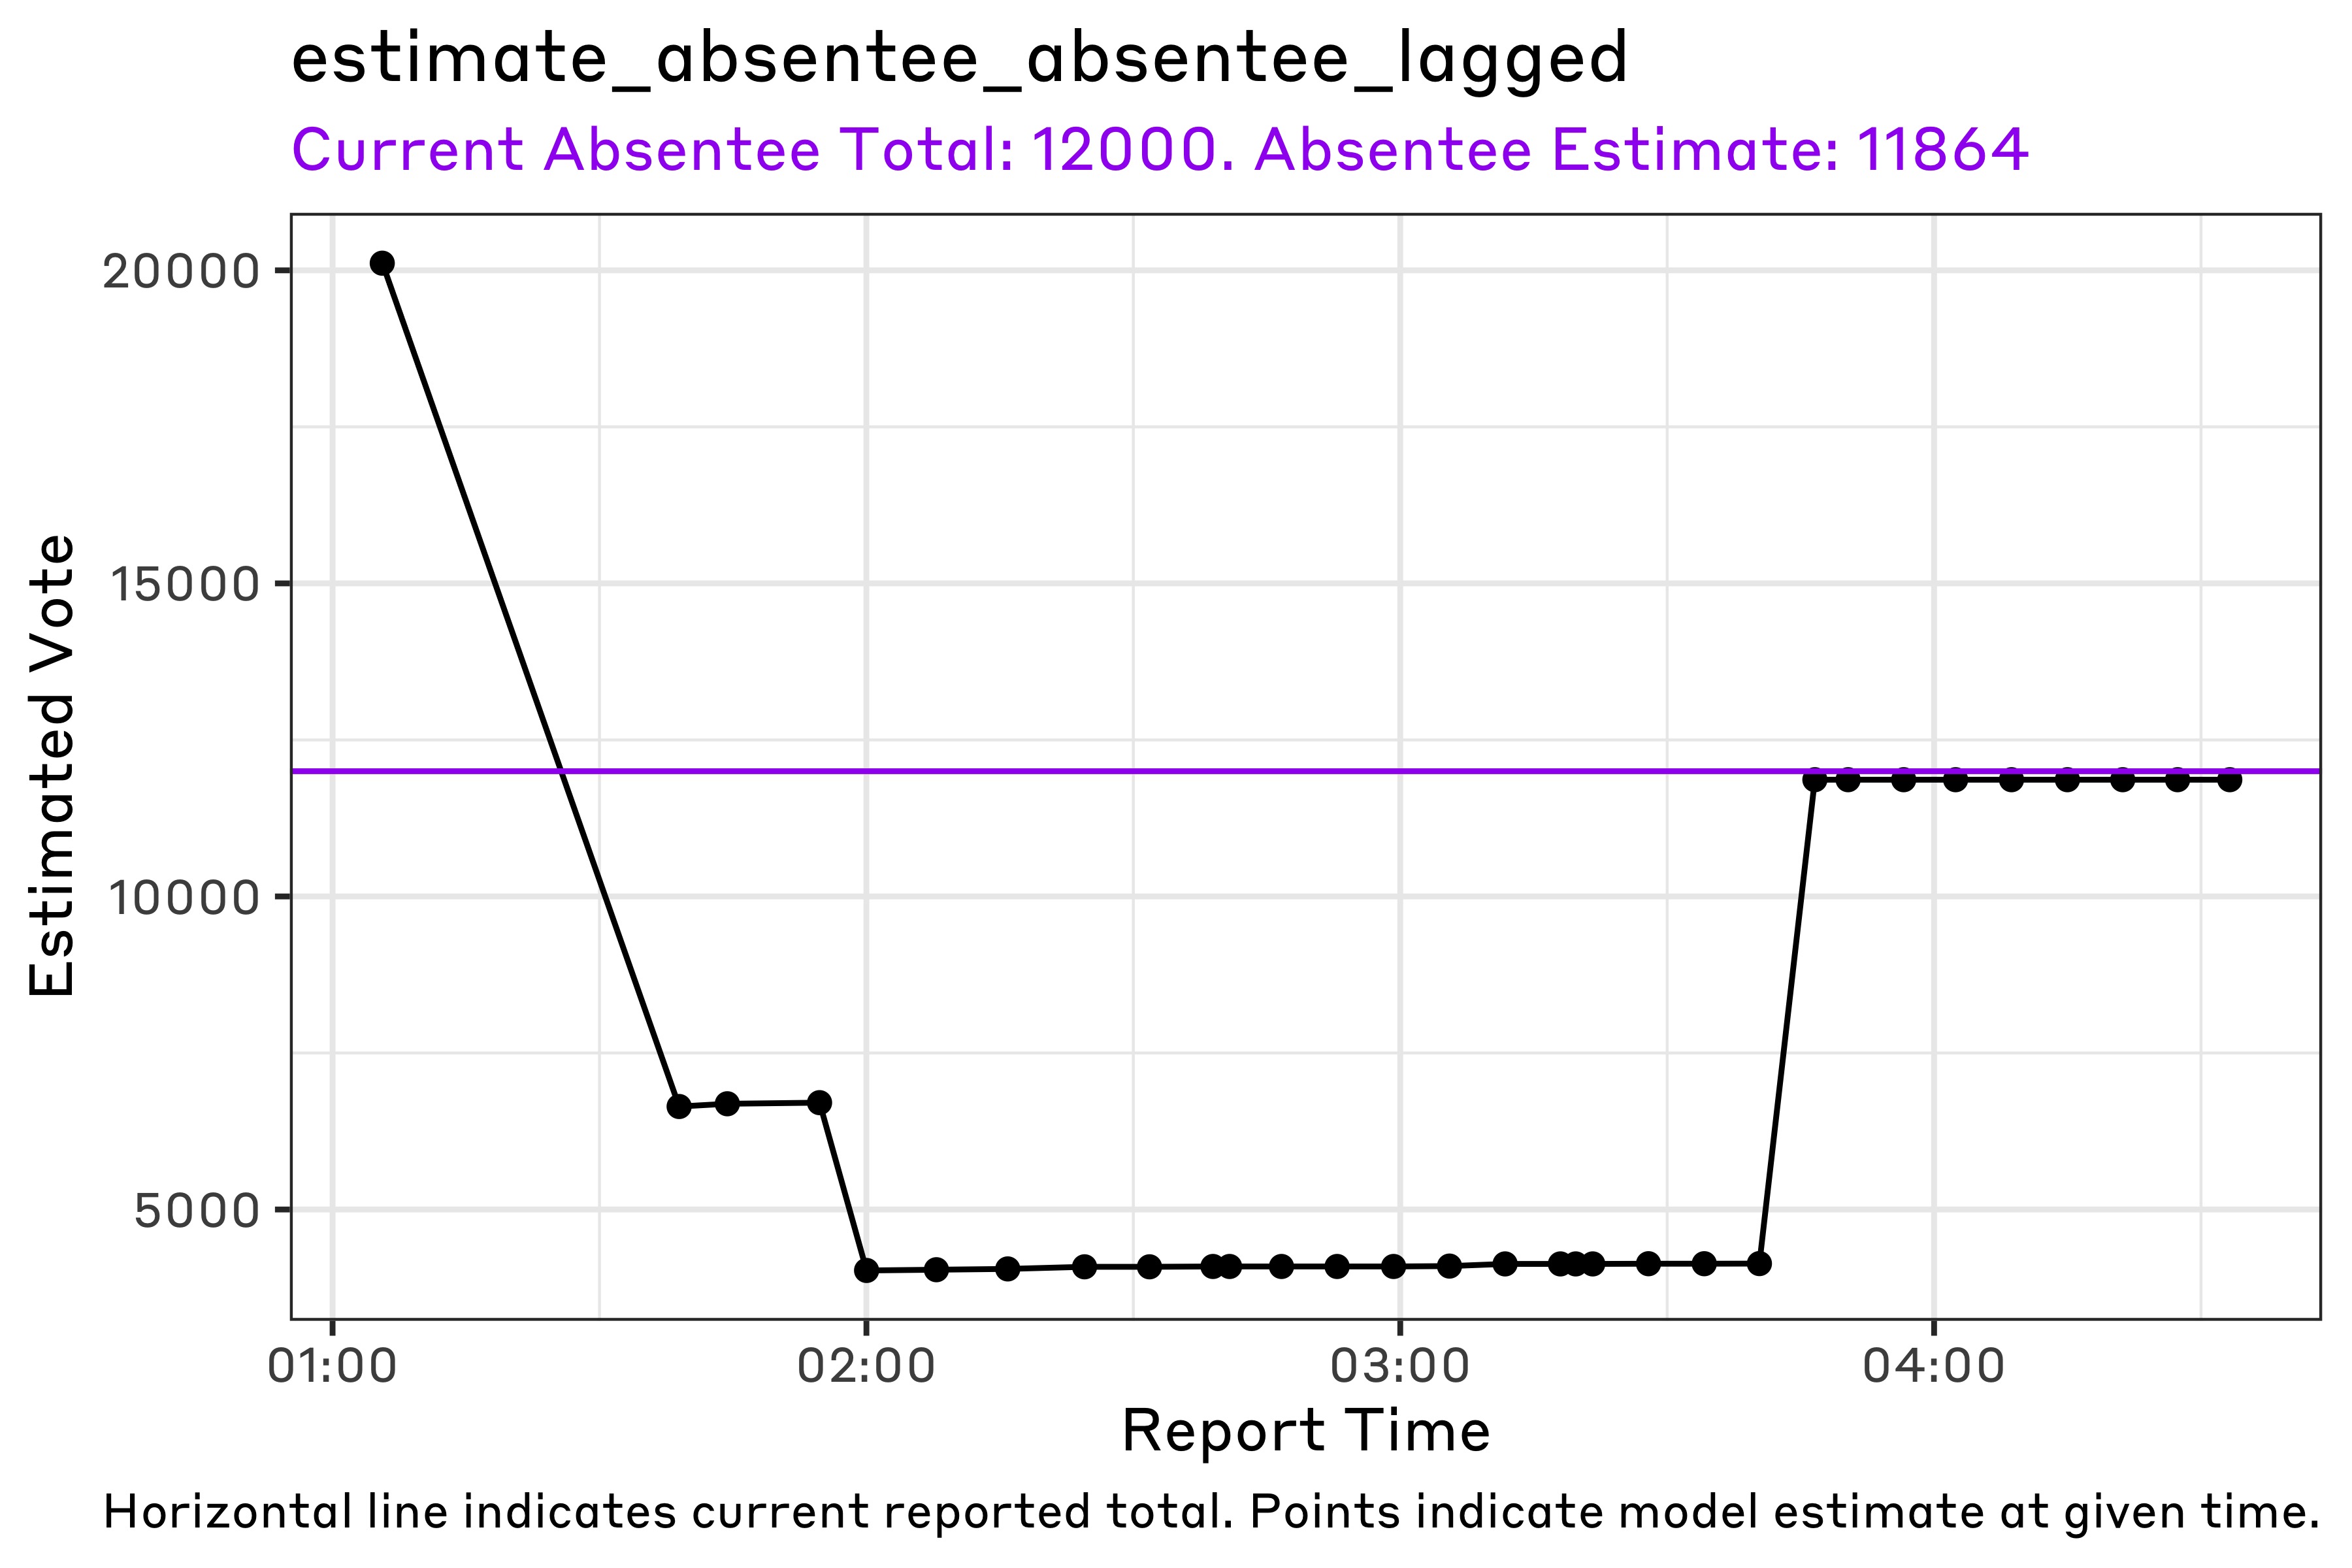 estimate_absentee_absentee_lagged
Current Absentee Total: 12000. Absentee Estimate: 11864
Estimated Vote
20000
15000
10000
5000
01:00 02:00 03:00 04:00
Report Time
Horizontal line indicates current reported total. Points indicate model estimate at given time.